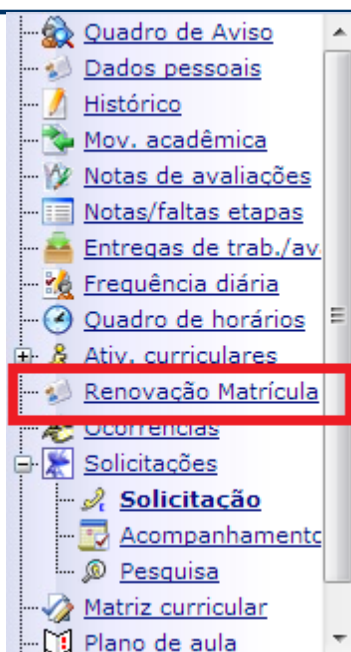 Quadro de Aviso
Dados pessoais
Histórico
Mov. acadêmica
Notas de avaliações
Notas/faltas etapas
Entregas de trab./av
Frequência diária
Quadro de horários
Ativ. curriculares
Renovação Matrícula
Ocorrências
Solicitações
Solicitação
Acompanhamento
Pesquisa
Matriz curricular
Plano de aula